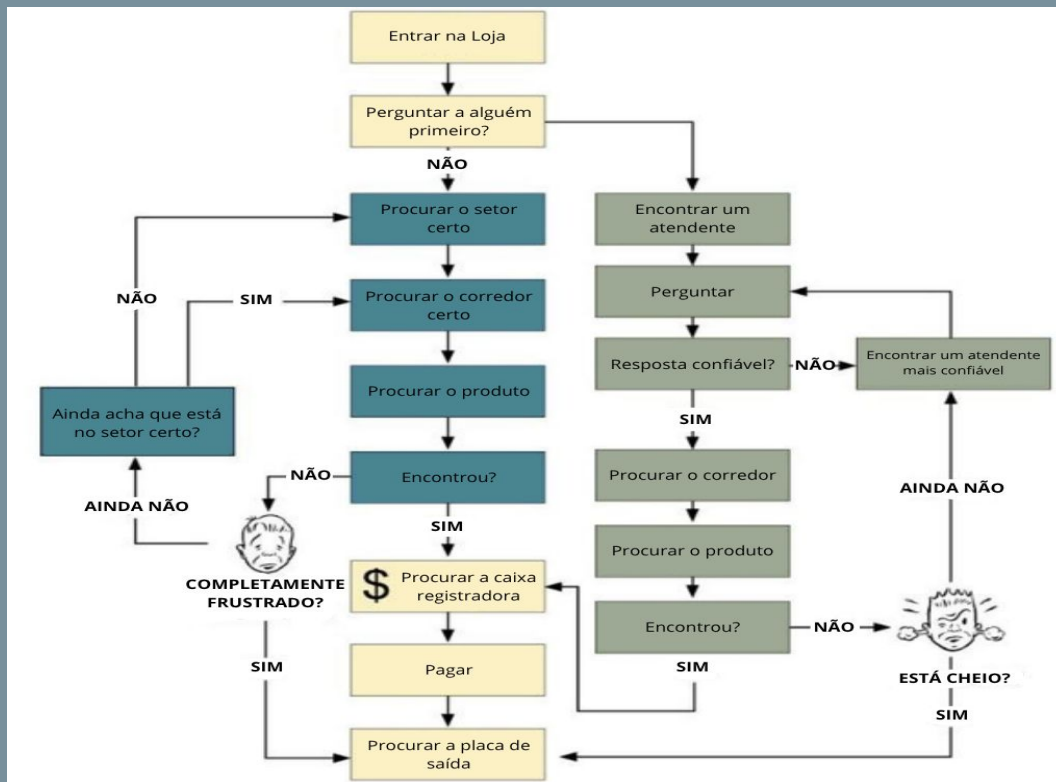 Entrar na Loja
Perguntar a alguém
primeiro?
NÃO
Procurar o setor
certo
Encontrar um
atendente
NÃO
SIM
Procurar o corredor
certo
Perguntar
Procurar o produto
Resposta confiável?
NÃO
Encontrar um atendente
mais confiável
Ainda acha que está
no setor certo?
SIM
NÃO
Encontrou?
Procurar o corredor
AINDA NÃO
AINDA NÃO
SIM
Procurar o produto
COMPLETAMENTE
FRUSTRADO?
$ Procurar a caixa
registradora
Encontrou?
NÃO
SIM
Pagar
SIM
ESTÁ CHEIO?
SIM
Procurar a placa de
saída